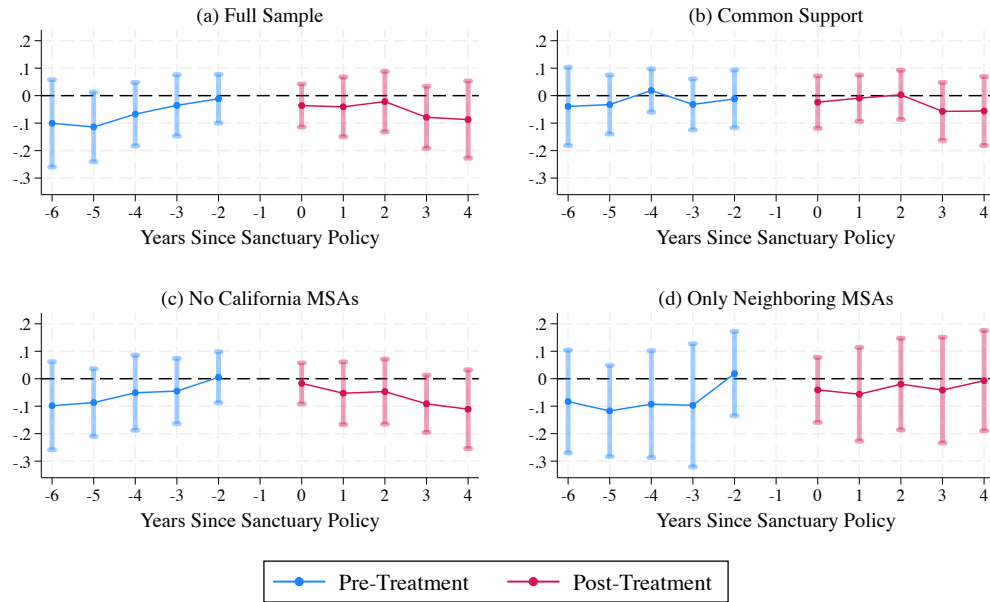 (a) Full Sample
.2
.1
0
-.1
-.2
-.3
-6 -5 -4 -3 -2 -1 0 1 2 3 4
Years Since Sanctuary Policy
(b) Common Support
.2
.1
0
-.1
-.2
-.3
-6 -5 -4 -3 -2 -1 0 1 2 3 4
Years Since Sanctuary Policy
(c) No California MSAs
.2
.1
0
-.1
-.2
-.3
-6 -5 -4 -3 -2 -1 0 1 2 3 4
Years Since Sanctuary Policy
(d) Only Neighboring MSAs
.2
.1
0
-.1
-.2
-.3
-6 -5 -4 -3 -2 -1 0 1 2 3 4
Years Since Sanctuary Policy
Pre-Treatment Post-Treatment